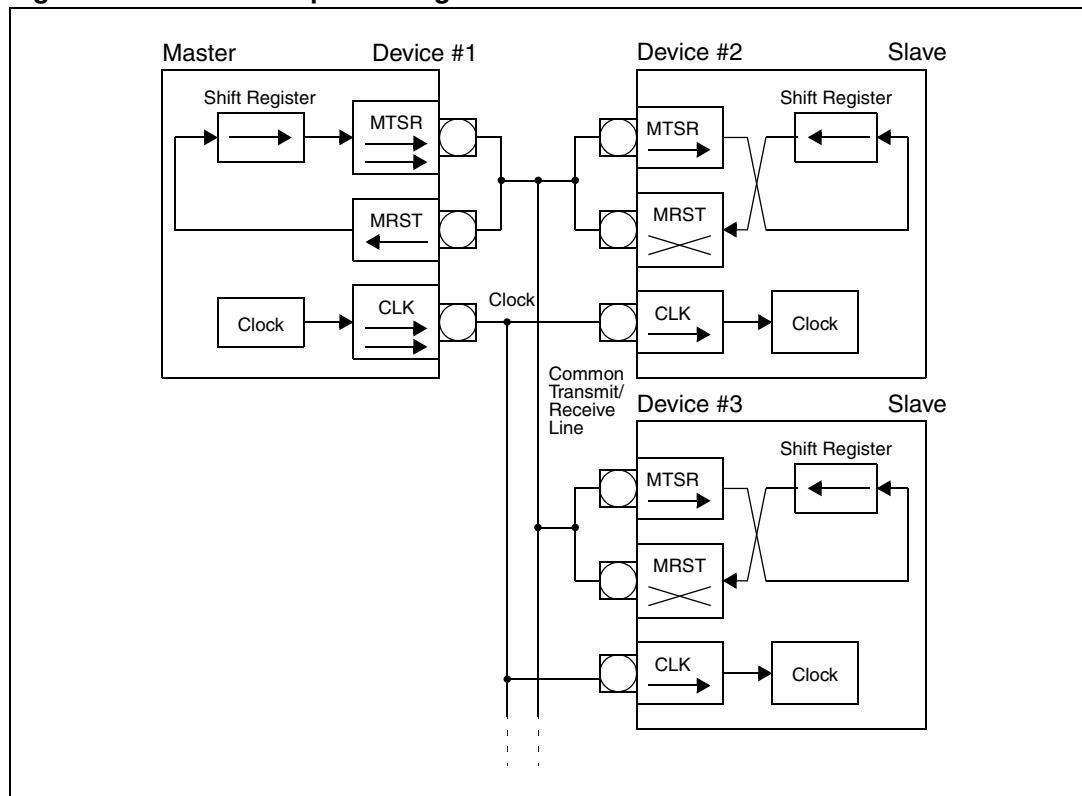 Master Device #1
Shift Register
MTSR
MRST
Clock
CLK
Clock
Common
Transmit/
Receive
Line
Device #2 Slave
Shift Register
MTSR
MRST
CLK
Clock
Device #3 Slave
Shift Register
MTSR
MRST
CLK
Clock